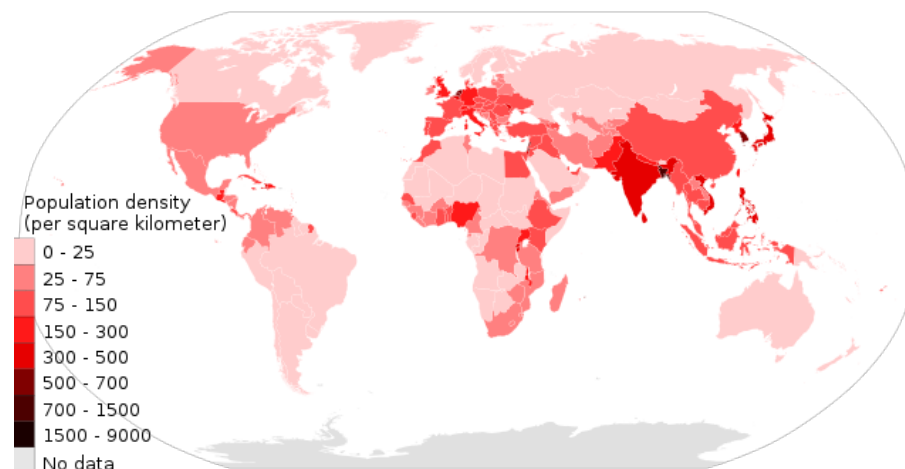 Population density
(per square kilometer)
0 - 25
25 - 75
75 - 150
150 - 300
300 - 500
500 - 700
700 - 1500
1500 - 9000
No data